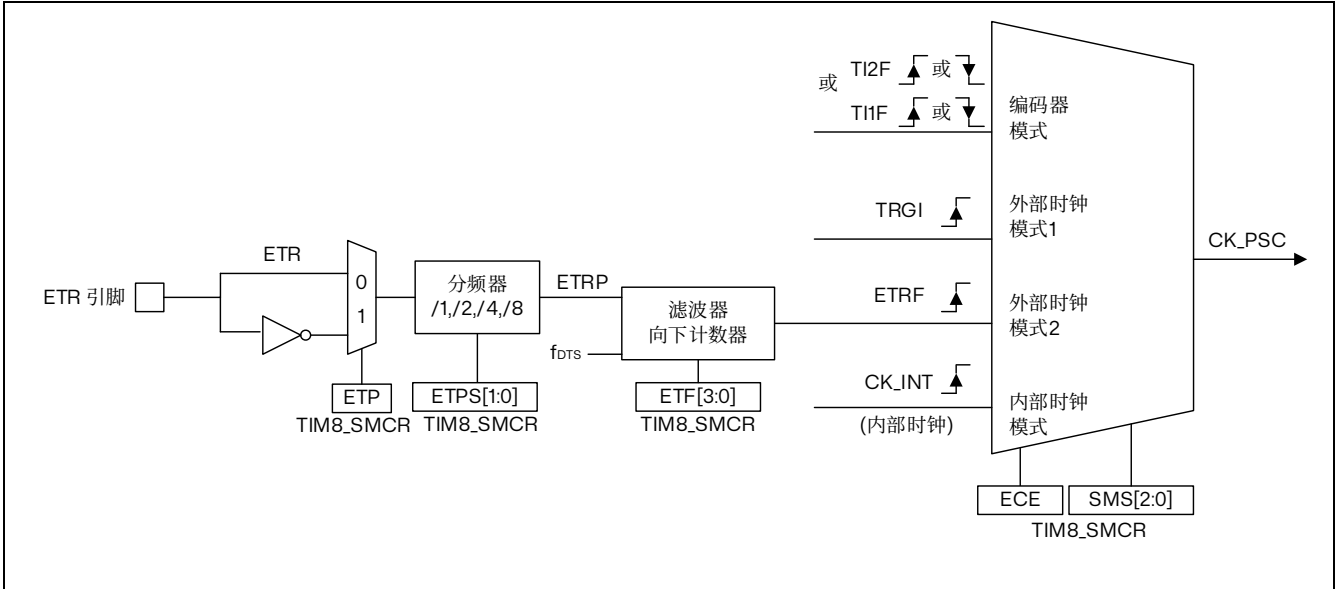 或 TI2F 或
TI1F 或
编码器
模式
TRGI
外部时钟
模式1
CK_PSC
ETR
ETR 引脚
0
1
分频器
/1,/2,/4,/8
ETRP
滤波器
向下计数器
fDTS
ETRF
外部时钟
模式2
CK_INT
(内部时钟)
内部时钟
模式
ETP
TIM8_SMCR
ETPS[1:0]
TIM8_SMCR
ETF[3:0]
TIM8_SMCR
ECE
SMS[2:0]
TIM8_SMCR